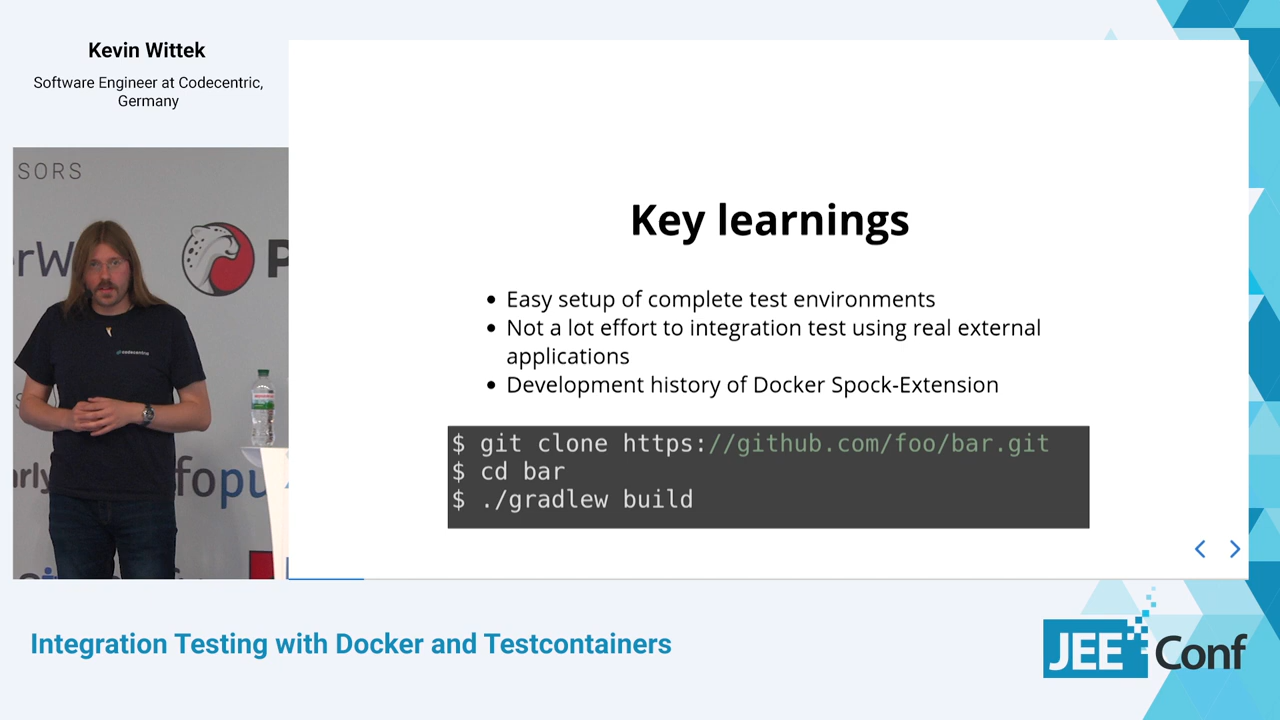 Kevin Wittek
Software Engineer at Codecentric,
Germany
SORS
Key learnings
• Easy setup of complete test environments
• Not a lot effort to integration test using real external
applications
• Development history of Docker Spock-Extension
$ git clone https://github.com/foo/bar.git
$ cd bar
$ ./gradlew build
codecentric
Integration Testing with Docker and Testcontainers
JEE Conf